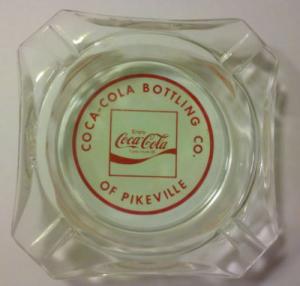 COCA-COLA BOTTLING CO.
Enjoy
Coca-Cola
OF PIKEVILLE